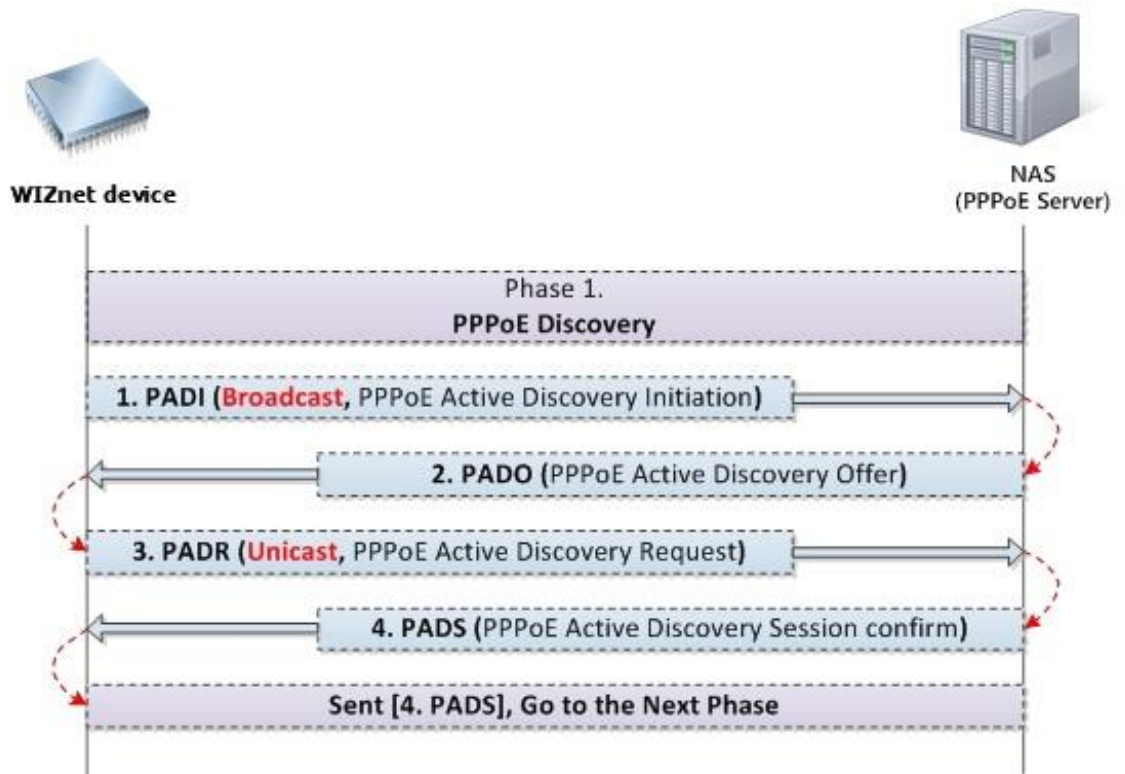 WIZnet device
NAS
(PPPoE Server)
Phase 1.
PPPoE Discovery
1. PADI (Broadcast, PPPoE Active Discovery Initiation)
2. PADO (PPPoE Active Discovery Offer)
3. PADR (Unicast, PPPoE Active Discovery Request)
4. PADS (PPPoE Active Discovery Session confirm)
Sent [4. PADS], Go to the Next Phase